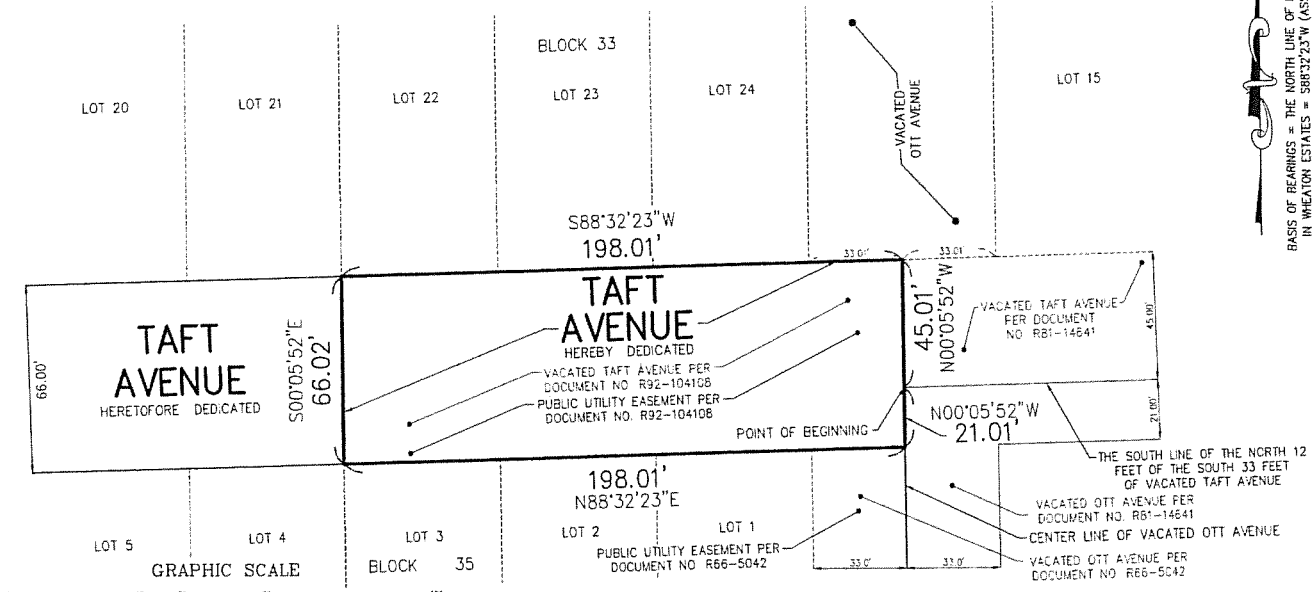 BLOCK 33
LOT 20
LOT 21
LOT 22
LOT 23
LOT 24
VACATED
OTT AVENUE
LOT 15
BASIS OF BEARINGS = THE NORTH LINE OF
IN WHEATON ESTATES = S88°32'23"W
S88°32'23"W
198.01'
33.01'
33.01'
66.00'
TAFT
AVENUE
HERETOFORE DEDICATED
S00°05'52"E
66.02'
TAFT
AVENUE
HEREBY DEDICATED
VACATED TAFT AVENUE PER
DOCUMENT NO R92-104108
PUBLIC UTILITY EASEMENT PER
DOCUMENT NO. R92-104108
POINT OF BEGINNING
45.01'
N00°05'52"W
VACATED TAFT AVENUE
PER DOCUMENT
NO R81-14641
45.00'
N00°05'52"W
21.01'
21.00'
THE SOUTH LINE OF THE NORTH 12
FEET OF THE SOUTH 33 FEET
OF VACATED TAFT AVENUE
198.01'
N88°32'23"E
LOT 5
LOT 4
LOT 3
LOT 2
LOT 1
BLOCK 35
GRAPHIC SCALE
PUBLIC UTILITY EASEMENT PER
DOCUMENT NO R66-5042
33.0'
33.0'
VACATED OTT AVENUE PER
DOCUMENT NO. R81-14641
CENTER LINE OF VACATED OTT AVENUE
VACATED OTT AVENUE PER
DOCUMENT NO R66-5042